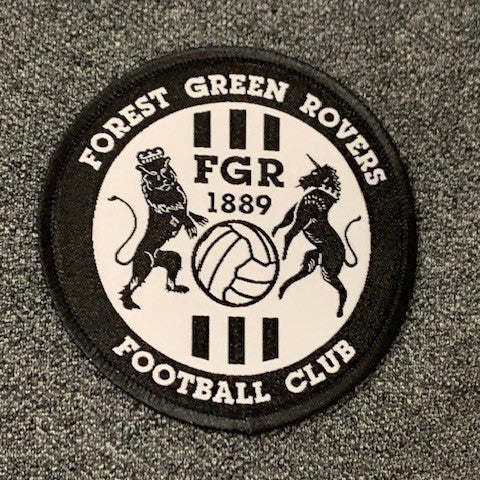 FOREST GREEN ROVERS
FGR
1889
FOOTBALL CLUB